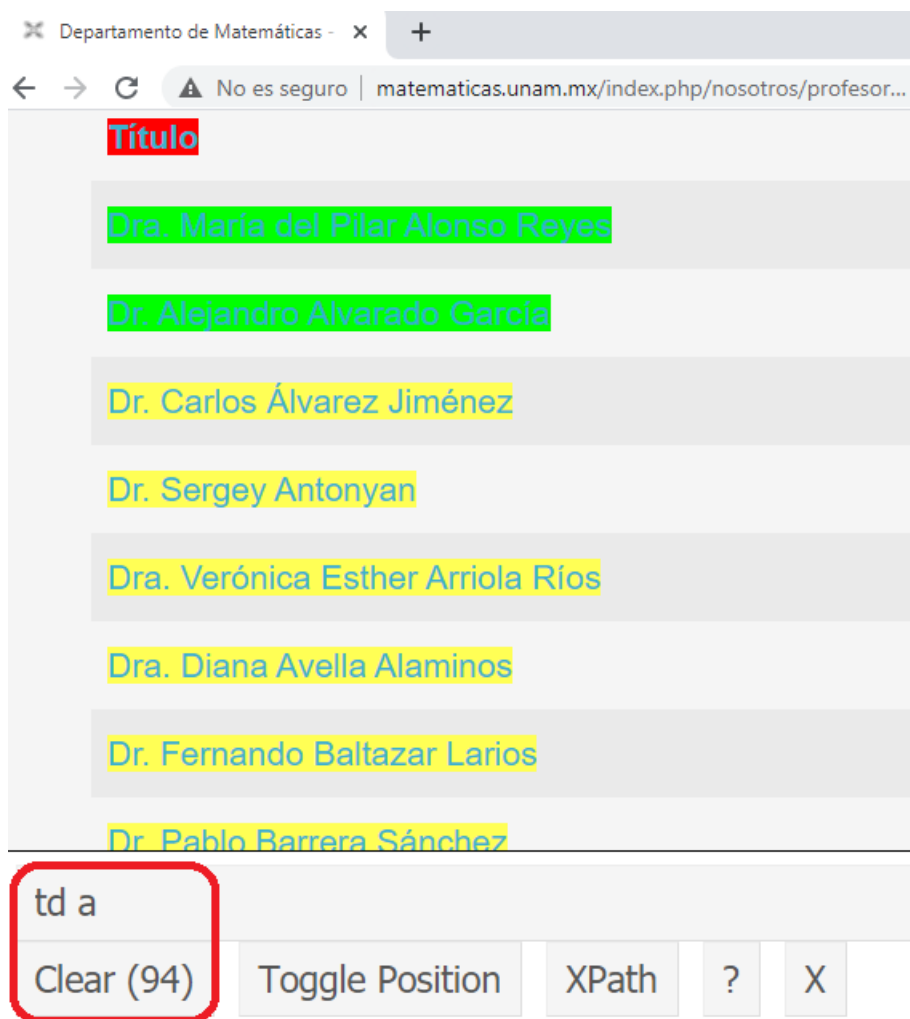 Departamento de Matemáticas -
No es seguro | matematicas.unam.mx/index.php/nosotros/profesor...
Título
Dra. María del Pilar Alonso Reyes
Dr. Alejandro Alvarado García
Dr. Carlos Álvarez Jiménez
Dr. Sergey Antonyan
Dra. Verónica Esther Arriola Ríos
Dra. Diana Avella Alaminos
Dr. Fernando Baltazar Larios
Dr. Pablo Barrera Sánchez
td a
Clear (94) Toggle Position XPath ? X